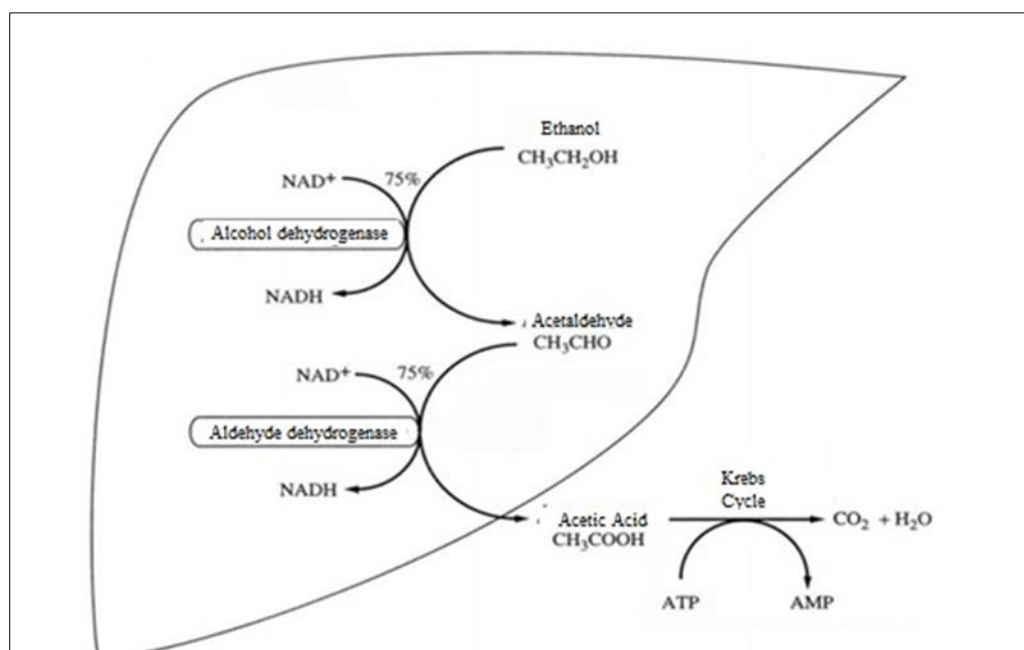 Ethanol
CH₃CH₂OH
NAD⁺
75%
Alcohol dehydrogenase
NADH
Acetaldehyde
CH₃CHO
NAD⁺
75%
Aldehyde dehydrogenase
NADH
Krebs
Cycle
Acetic Acid
CH₃COOH
CO₂ + H₂O
ATP
AMP